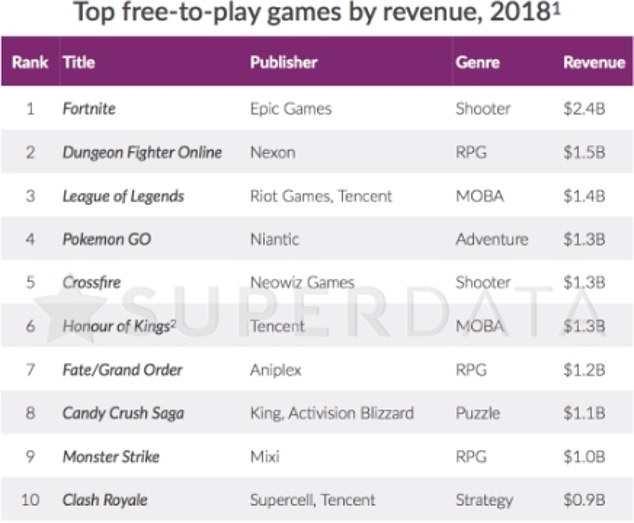 Top free-to-play games by revenue, 2018¹
Rank Title Publisher Genre Revenue
1 Fortnite Epic Games Shooter $2.4B
2 Dungeon Fighter Online Nexon RPG $1.5B
3 League of Legends Riot Games, Tencent MOBA $1.4B
4 Pokemon GO Niantic Adventure $1.3B
5 Crossfire Neowiz Games Shooter $1.3B
SUPERDATA
6 Honour of Kings² Tencent MOBA $1.3B
7 Fate/Grand Order Aniplex RPG $1.2B
8 Candy Crush Saga King, Activision Blizzard Puzzle $1.1B
9 Monster Strike Mixi RPG $1.0B
10 Clash Royale Supercell, Tencent Strategy $0.9B